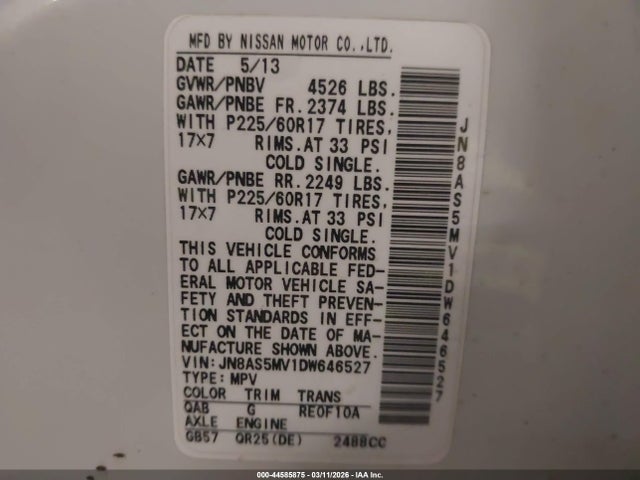 MFD BY NISSAN MOTOR CO.,LTD.
DATE 5/13
GVWR/PNBV 4526 LBS.
GAWR/PNBE FR.2374 LBS.
WITH P225/60R17 TIRES,
17×7 RIMS.AT 33 PSI
COLD SINGLE.
GAWR/PNBE RR.2249 LBS.
WITH P225/60R17 TIRES,
17×7 RIMS.AT 33 PSI
COLD SINGLE.
THIS VEHICLE CONFORMS
TO ALL APPLICABLE FED-
ERAL MOTOR VEHICLE SA-
FETY AND THEFT PREVEN-
TION STANDARDS IN EFF-
ECT ON THE DATE OF MA-
NUFACTURE SHOWN ABOVE.
VIN:JN8AS5MV1DW646527
TYPE:MPV
COLOR TRIM TRANS
QAB G RE0F10A
AXLE ENGINE
GB57 QR25(DE) 2488CC
JN8AS5MV1DW646527
000-44585875 - 03/11/2026 - IAA Inc.